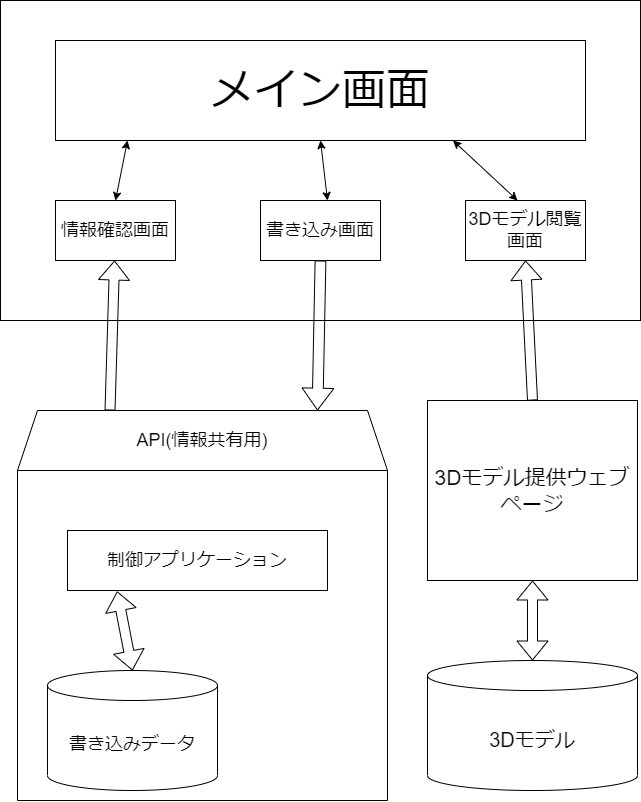 メイン画面
情報確認画面
書き込み画面
3Dモデル閲覧
画面
API(情報共有用)
3Dモデル提供ウェブ
ページ
制御アプリケーション
書き込みデータ
3Dモデル